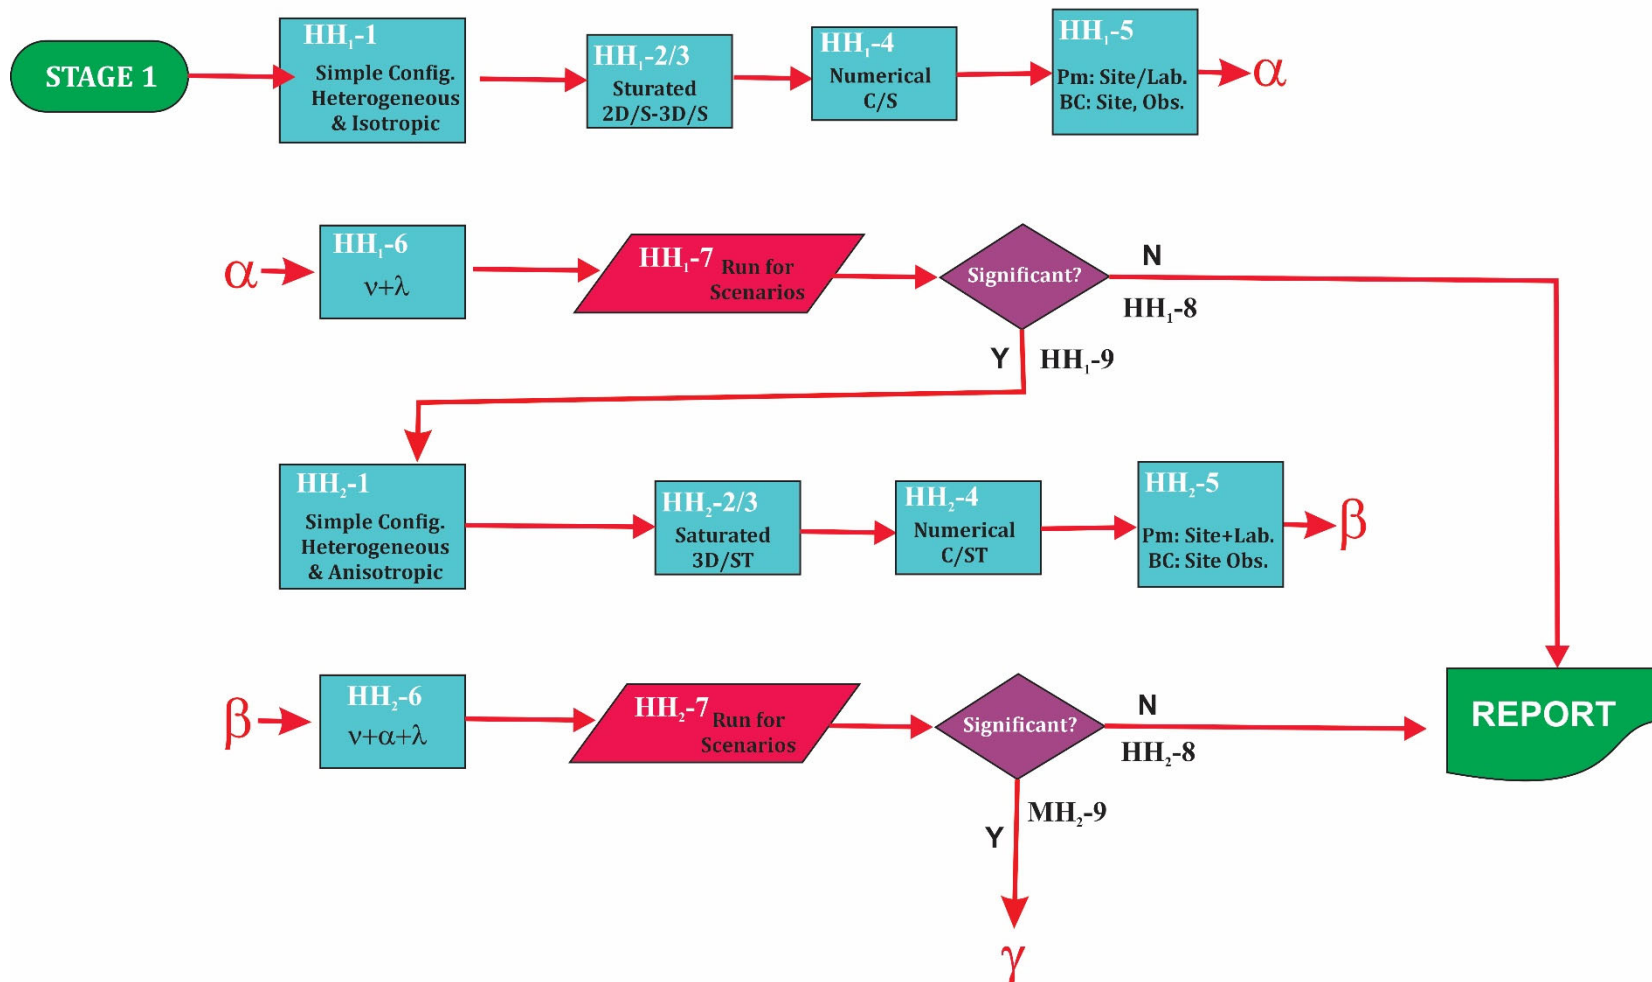 STAGE 1
HH₁-1
Simple Config.
Heterogeneous
& Isotropic
HH₁-2/3
Sturated
2D/S-3D/S
HH₁-4
Numerical
C/S
HH₁-5
Pm: Site/Lab.
BC: Site, Obs.
α
α
HH₁-6
ν+λ
HH₁-7 Run for
Scenarios
Significant?
N
HH₁-8
Y
HH₁-9
HH₂-1
Simple Config.
Heterogeneous
& Anisotropic
HH₂-2/3
Saturated
3D/ST
HH₂-4
Numerical
C/ST
HH₂-5
Pm: Site+Lab.
BC: Site Obs.
β
β
HH₂-6
ν+α+λ
HH₂-7 Run for
Scenarios
Significant?
N
HH₂-8
REPORT
MH₂-9
Y
γ